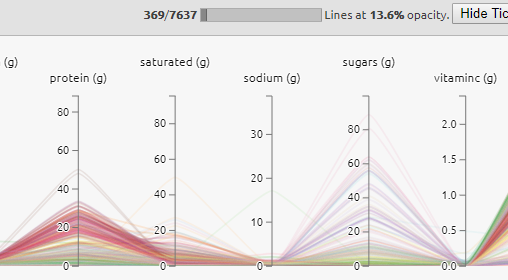 369/7637 Lines at 13.6% opacity. Hide Tic
(g) saturated (g) sugars (g)
protein (g) sodium (g) vitaminc (g)
80 80 30 80 2.0
60 60 20 60 1.5
40 40 10 40 1.0
20 20 0 20 0.5
0 0 0 0.0